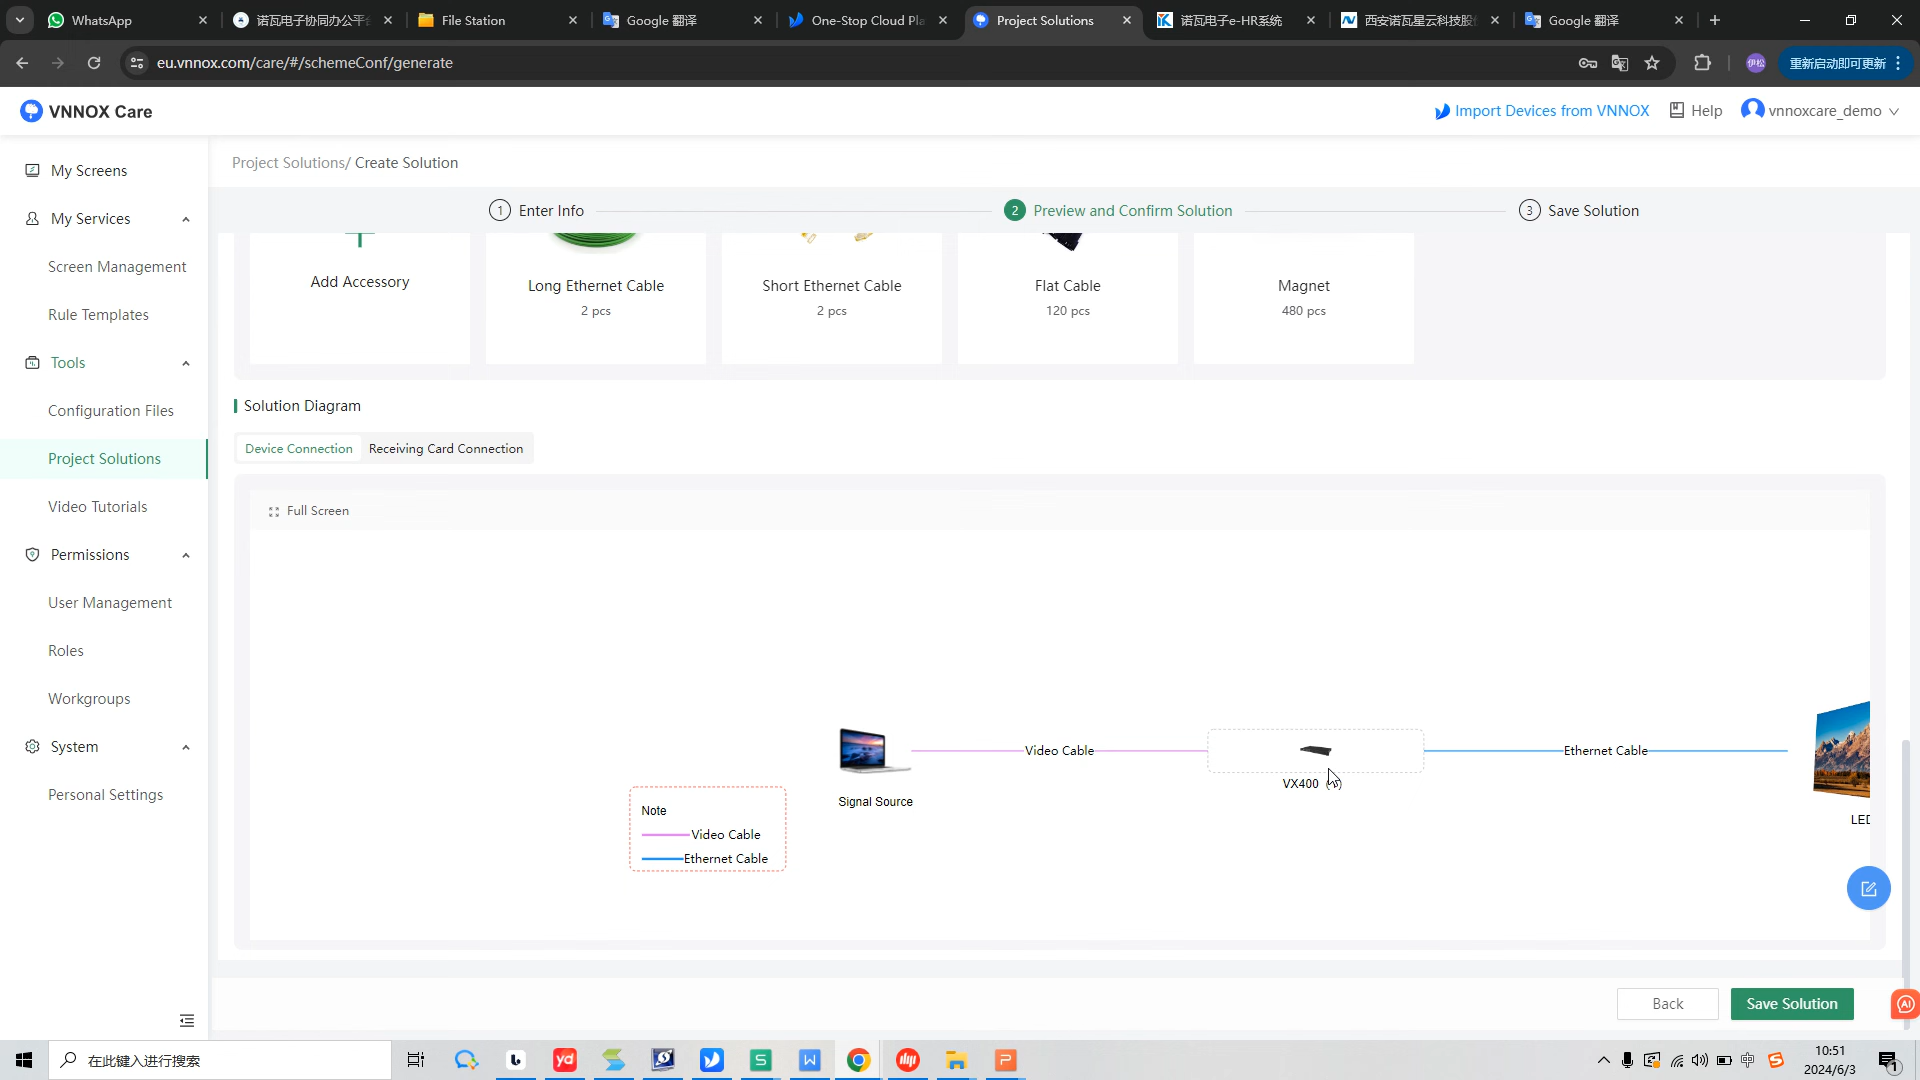 WhatsApp
诺瓦电子协同办公平台
File Station
Google 翻译
One-Stop Cloud Pla
Project Solutions
诺瓦电子e-HR系统
西安诺瓦星云科技股份
Google 翻译
eu.vnnox.com/care/#/schemeConf/generate
伊松
重新启动即可更新
VNNOX Care
Import Devices from VNNOX
Help
vnnoxcare_demo
My Screens
My Services
Screen Management
Rule Templates
Tools
Configuration Files
Project Solutions
Video Tutorials
Permissions
User Management
Roles
Workgroups
System
Personal Settings
Project Solutions/ Create Solution
1 Enter Info
2 Preview and Confirm Solution
3 Save Solution
Add Accessory
Long Ethernet Cable
2 pcs
Short Ethernet Cable
2 pcs
Flat Cable
120 pcs
Magnet
480 pcs
Solution Diagram
Device Connection
Receiving Card Connection
Full Screen
Video Cable
Ethernet Cable
VX400
Signal Source
LED
Note
Video Cable
Ethernet Cable
Back
Save Solution
AI
在此键入进行搜索
yd
S
W
P
中
S
10:51
2024/6/3
1